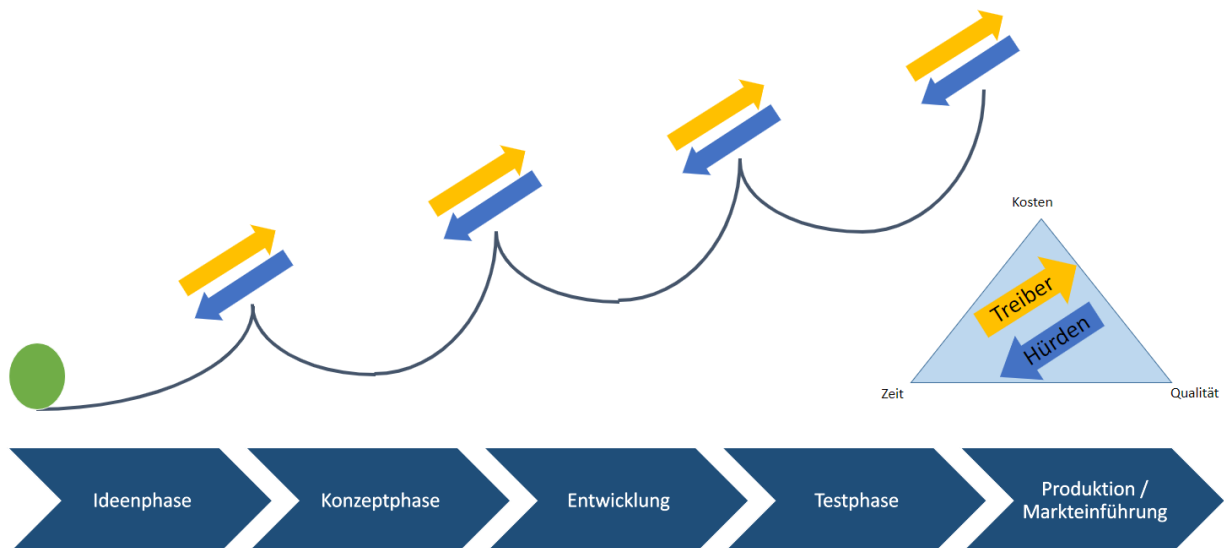 Kosten
Treiber
Hürden
Zeit
Qualität
Ideenphase
Konzeptphase
Entwicklung
Testphase
Produktion /
Markteinführung